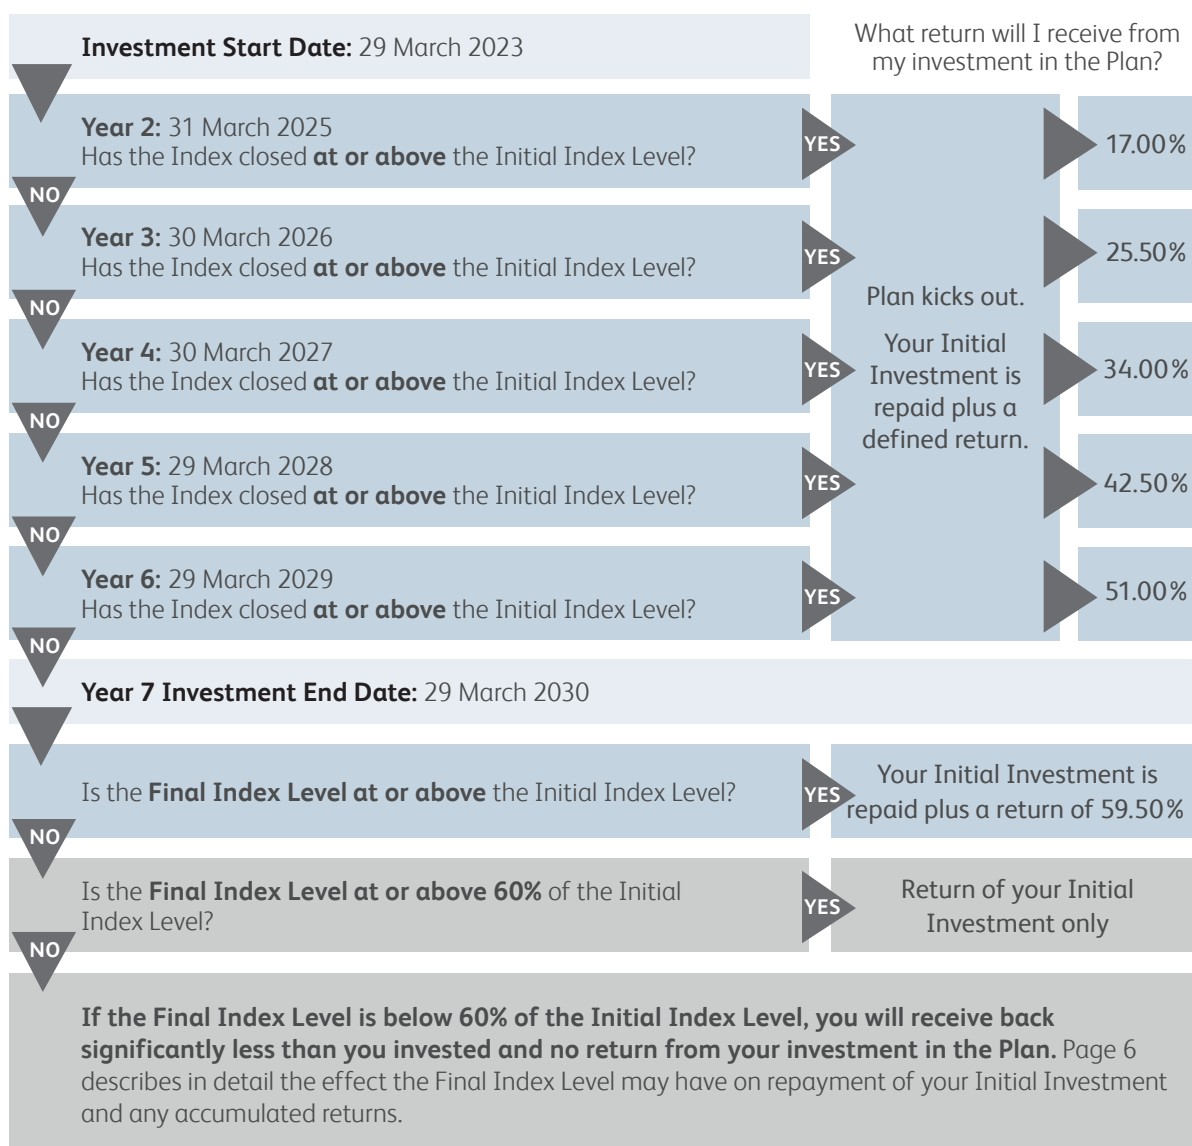 Investment Start Date: 29 March 2023
What return will I receive from
my investment in the Plan?
Year 2: 31 March 2025
Has the Index closed at or above the Initial Index Level?
YES
17.00%
NO
Year 3: 30 March 2026
Has the Index closed at or above the Initial Index Level?
YES
25.50%
NO
Plan kicks out.
Your Initial
Investment is
repaid plus a
defined return.
Year 4: 30 March 2027
Has the Index closed at or above the Initial Index Level?
YES
34.00%
NO
Year 5: 29 March 2028
Has the Index closed at or above the Initial Index Level?
YES
42.50%
NO
Year 6: 29 March 2029
Has the Index closed at or above the Initial Index Level?
YES
51.00%
NO
Year 7 Investment End Date: 29 March 2030
Is the Final Index Level at or above the Initial Index Level?
YES
Your Initial Investment is
repaid plus a return of 59.50%
NO
Is the Final Index Level at or above 60% of the Initial
Index Level?
YES
Return of your Initial
Investment only
NO
If the Final Index Level is below 60% of the Initial Index Level, you will receive back
significantly less than you invested and no return from your investment in the Plan. Page 6
describes in detail the effect the Final Index Level may have on repayment of your Initial Investment
and any accumulated returns.